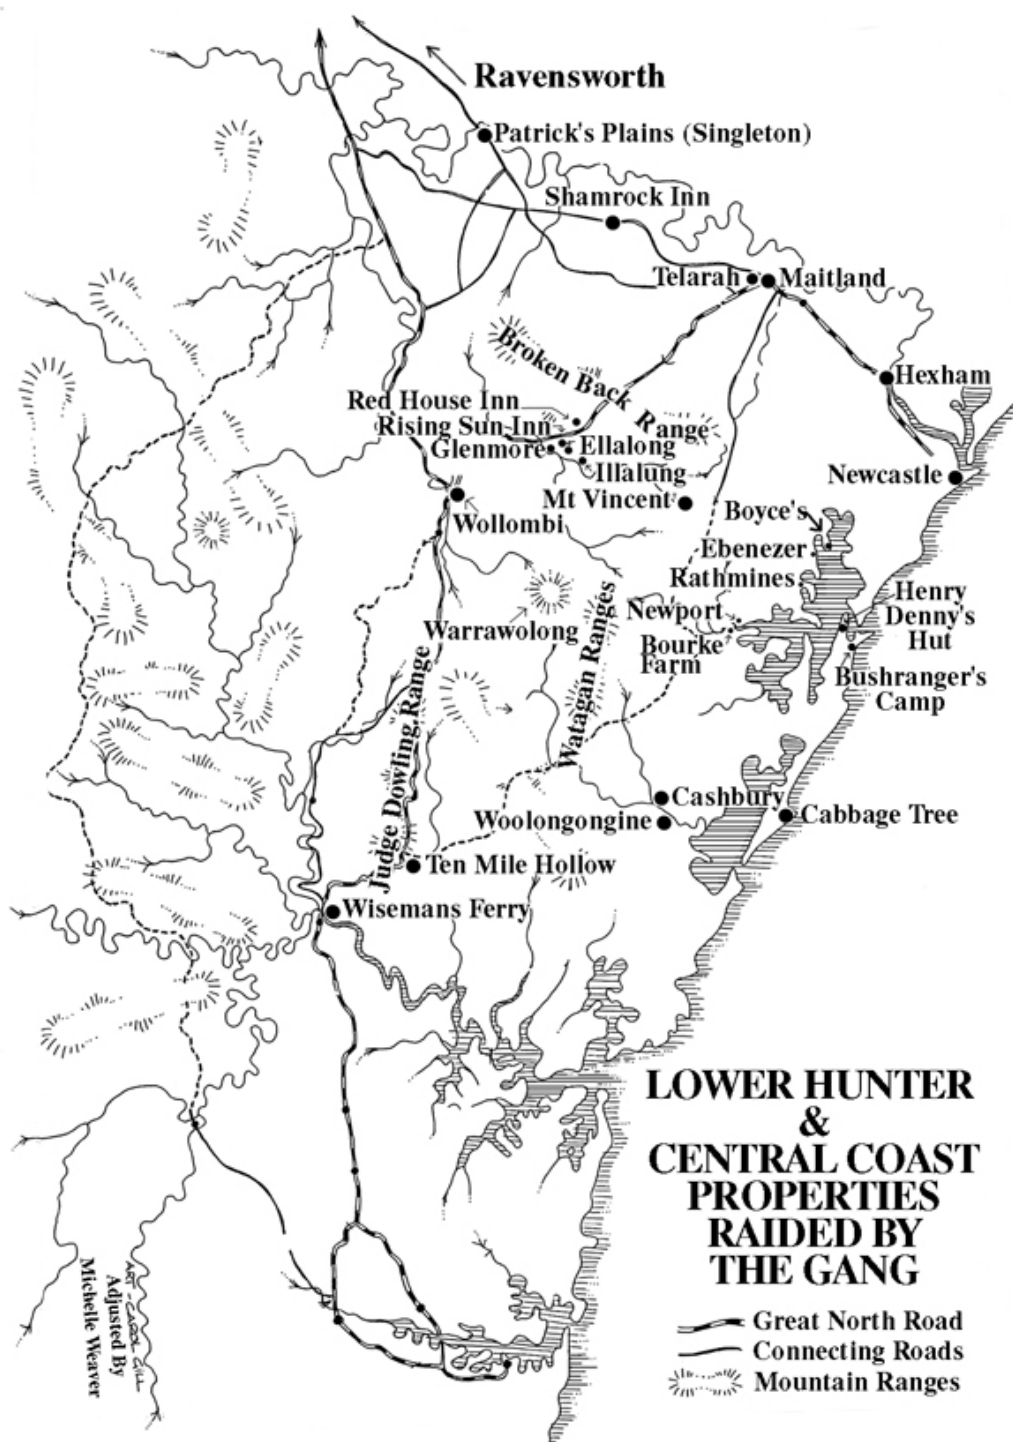 Ravensworth
Patrick's Plains (Singleton)
Shamrock Inn
Telarah
Maitland
Hexham
Broken Back Range
Red House Inn
Rising Sun Inn
Glenmore
Ellalong
Illalung
Mt Vincent
Newcastle
Wollombi
Boyce's
Ebenezer
Rathmines
Newport
Bourke
Farm
Henry
Denny's
Hut
Bushranger's
Camp
Warrawolong
Watagan Ranges
Judge Dowling Range
Cashbury
Woolongongine
Cabbage Tree
Ten Mile Hollow
Wisemans Ferry
LOWER HUNTER
&
CENTRAL COAST
PROPERTIES
RAIDED BY
THE GANG
Great North Road
Connecting Roads
Mountain Ranges
ART - CAROL GILL
Adjusted By
Michelle Weaver